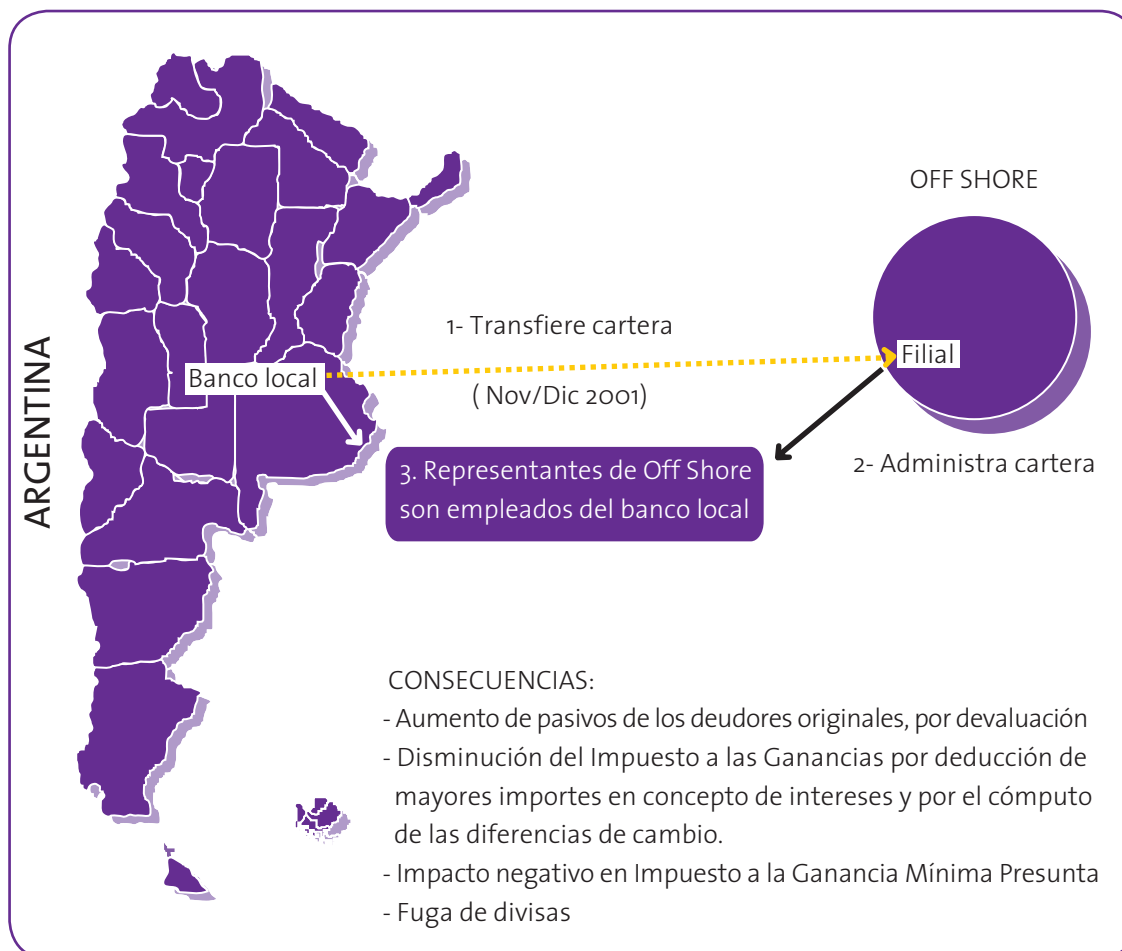 OFF SHORE
1- Transfiere cartera
ARGENTINA
Banco local
Filial
( Nov/Dic 2001)
2- Administra cartera
3. Representantes de Off Shore
son empleados del banco local
CONSECUENCIAS:
- Aumento de pasivos de los deudores originales, por devaluación
- Disminución del Impuesto a las Ganancias por deducción de
mayores importes en concepto de intereses y por el cómputo
de las diferencias de cambio.
- Impacto negativo en Impuesto a la Ganancia Mínima Presunta
- Fuga de divisas